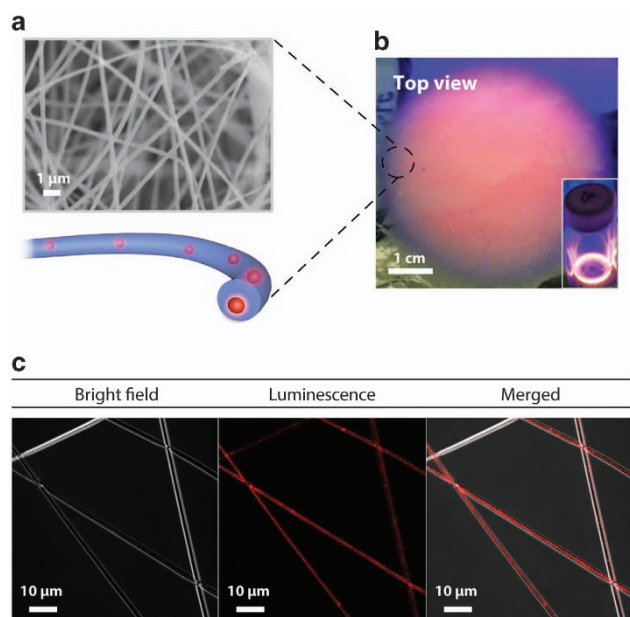 a
1 µm
b
Top view
1 cm
c
Bright field
Luminescence
Merged
10 µm
10 µm
10 µm